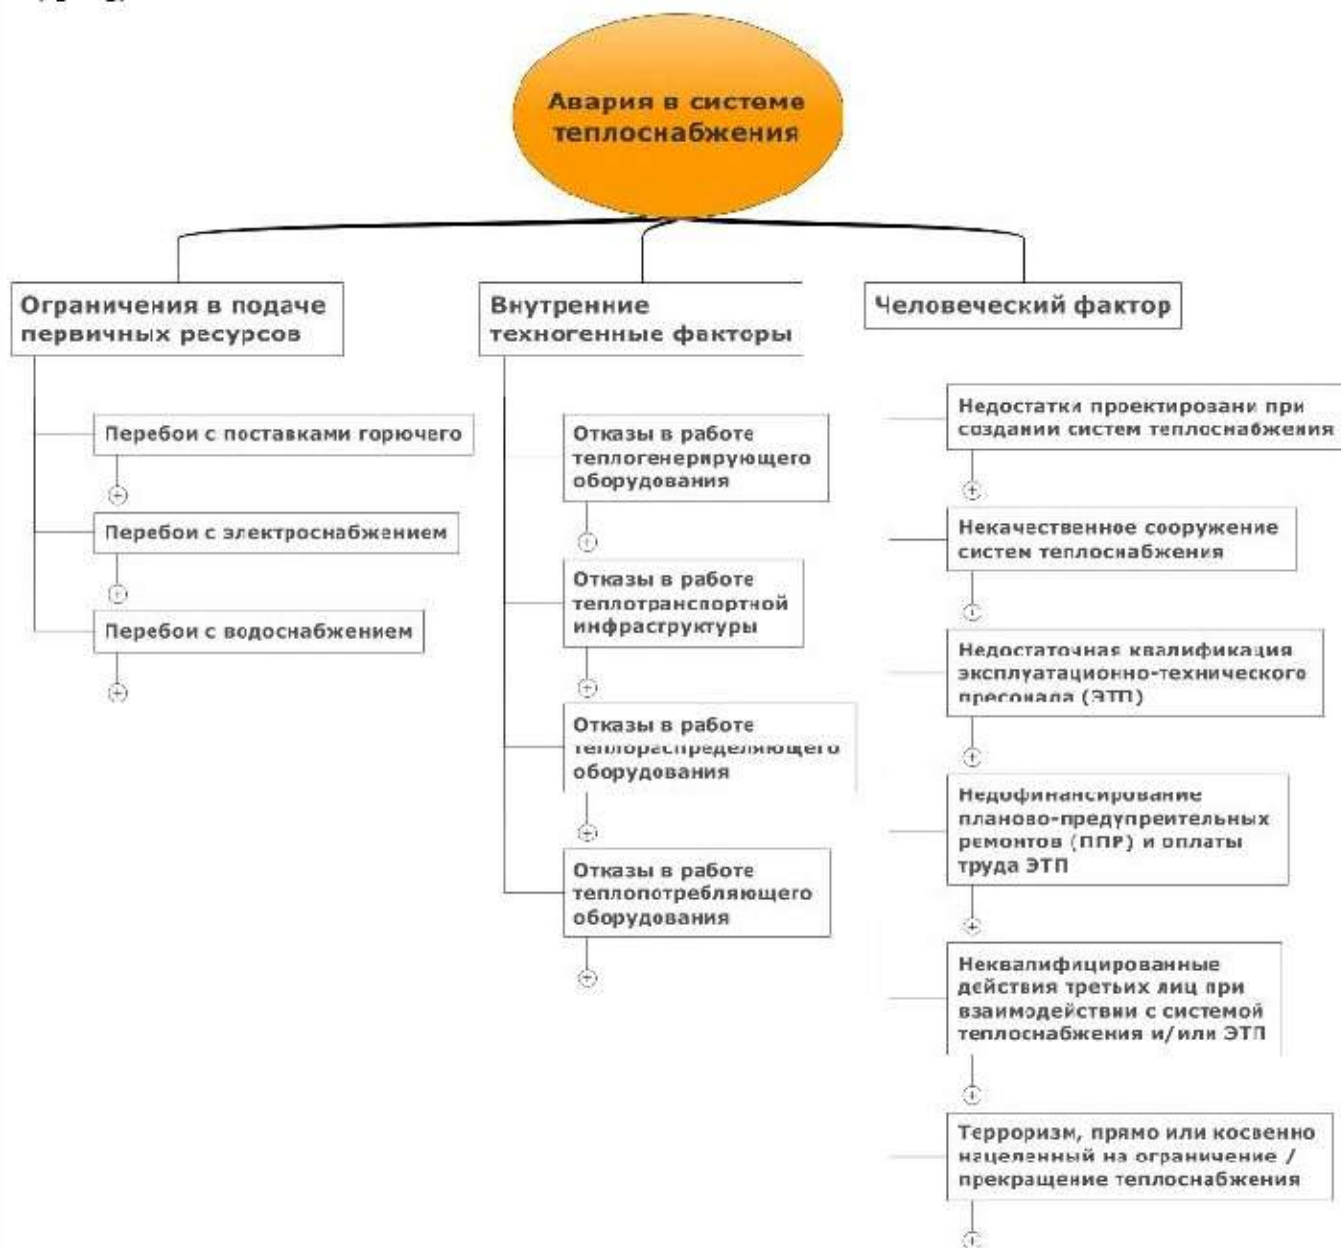 Авария в системе
теплоснабжения
Ограничения в подаче
первичных ресурсов
Перебои с поставками горючего
Перебои с электроснабжением
Перебои с водоснабжением
Внутренние
техногенные факторы
Отказы в работе
теплогенерирующего
оборудования
Отказы в работе
теплотранспортной
инфраструктуры
Отказы в работе
теплораспределяющего
оборудования
Отказы в работе
теплопотребляющего
оборудования
Человеческий фактор
Недостатки проектировани при
создании систем теплоснабжения
Некачественное сооружение
систем теплоснабжения
Недостаточная квалификация
эксплуатационно-технического
пресонала (ЭТП)
Недофинансирование
планово-предупреительных
ремонтов (ППР) и оплаты
труда ЭТП
Неквалифицированные
действия третьих лиц при
взаимодействии с системой
теплоснабжения и/или ЭТП
Терроризм, прямо или косвенно
нацеленный на ограничение /
прекращение теплоснабжения